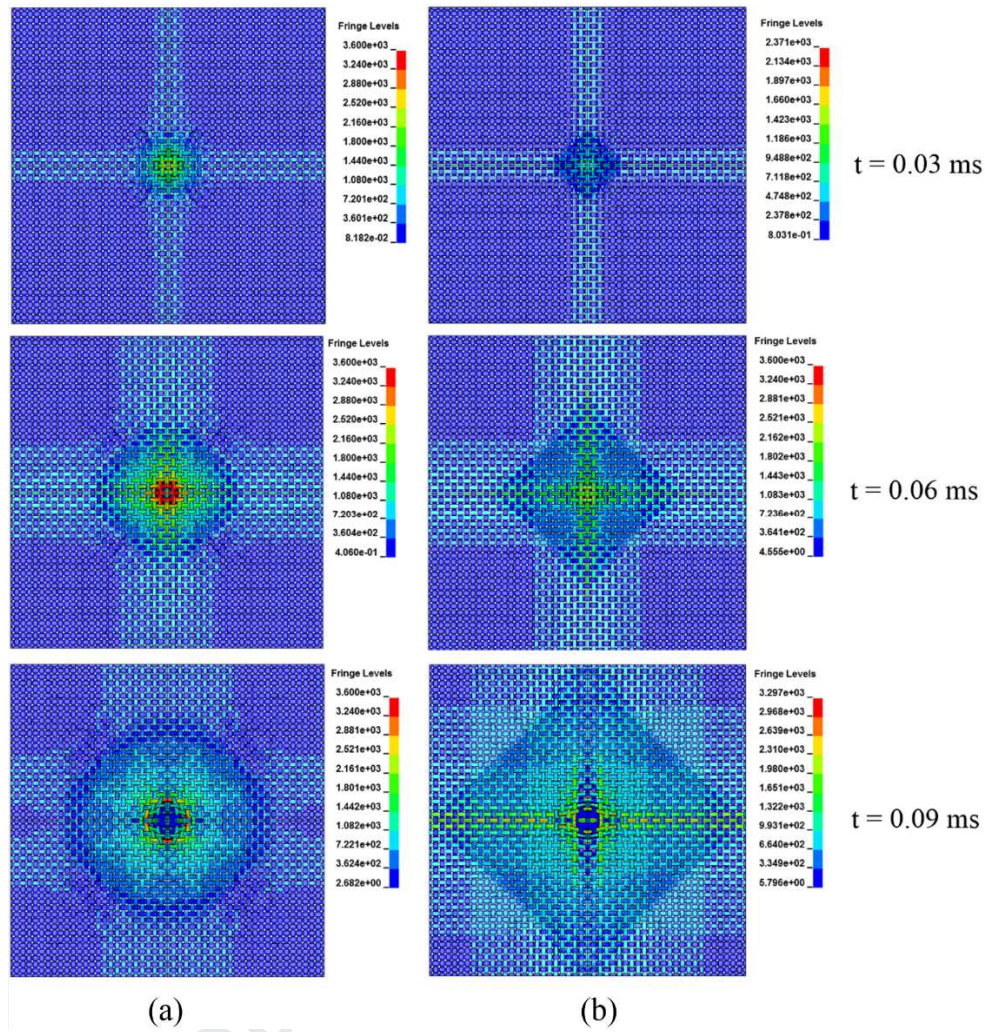 Fringe Levels
3.600e+03
3.240e+03
2.880e+03
2.520e+03
2.160e+03
1.800e+03
1.440e+03
1.080e+03
7.201e+02
3.601e+02
8.182e-02
Fringe Levels
2.371e+03
2.134e+03
1.897e+03
1.660e+03
1.423e+03
1.186e+03
9.488e+02
7.118e+02
4.748e+02
2.378e+02
8.031e-01
t = 0.03 ms
Fringe Levels
3.600e+03
3.240e+03
2.880e+03
2.520e+03
2.160e+03
1.800e+03
1.440e+03
1.080e+03
7.203e+02
3.604e+02
4.060e-01
Fringe Levels
3.600e+03
3.240e+03
2.881e+03
2.521e+03
2.162e+03
1.802e+03
1.443e+03
1.083e+03
7.236e+02
3.641e+02
4.555e+00
t = 0.06 ms
Fringe Levels
3.600e+03
3.240e+03
2.881e+03
2.521e+03
2.161e+03
1.801e+03
1.442e+03
1.082e+03
7.221e+02
3.624e+02
2.682e+00
Fringe Levels
3.297e+03
2.968e+03
2.639e+03
2.310e+03
1.980e+03
1.651e+03
1.322e+03
9.931e+02
6.640e+02
3.349e+02
5.796e+00
t = 0.09 ms
(a)
(b)